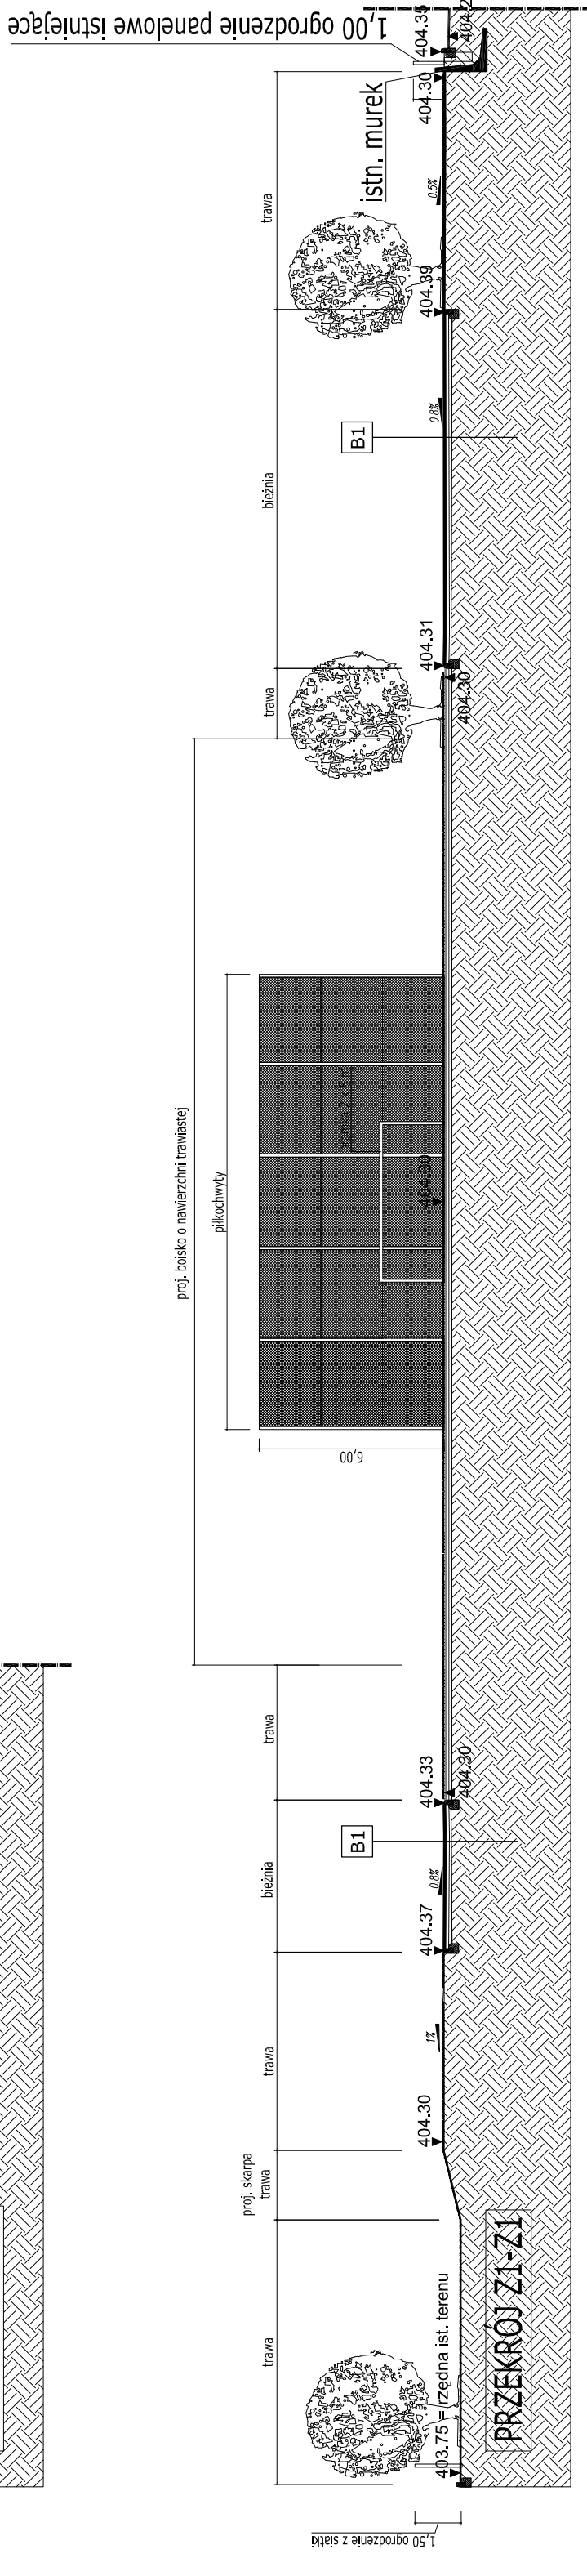 1,00 ogrodzenie panelowe istniejące
404.35
404.2
404.30
istn. murek
trawa
0.5%
404.39
0.8%
B1
bieżnia
404.31
404.30
trawa
proj. boisko o nawierzchni trawiastej
piłkochwyty
bramka 2 x 5 m
404.30
6,00
trawa
404.33
404.30
B1
bieżnia
0.8%
404.37
trawa
1%
404.30
proj. skarpa
trawa
trawa
403.75 = rzędna ist. terenu
PRZEKRÓJ Z1-Z1
1,50 ogrodzenie z siatki